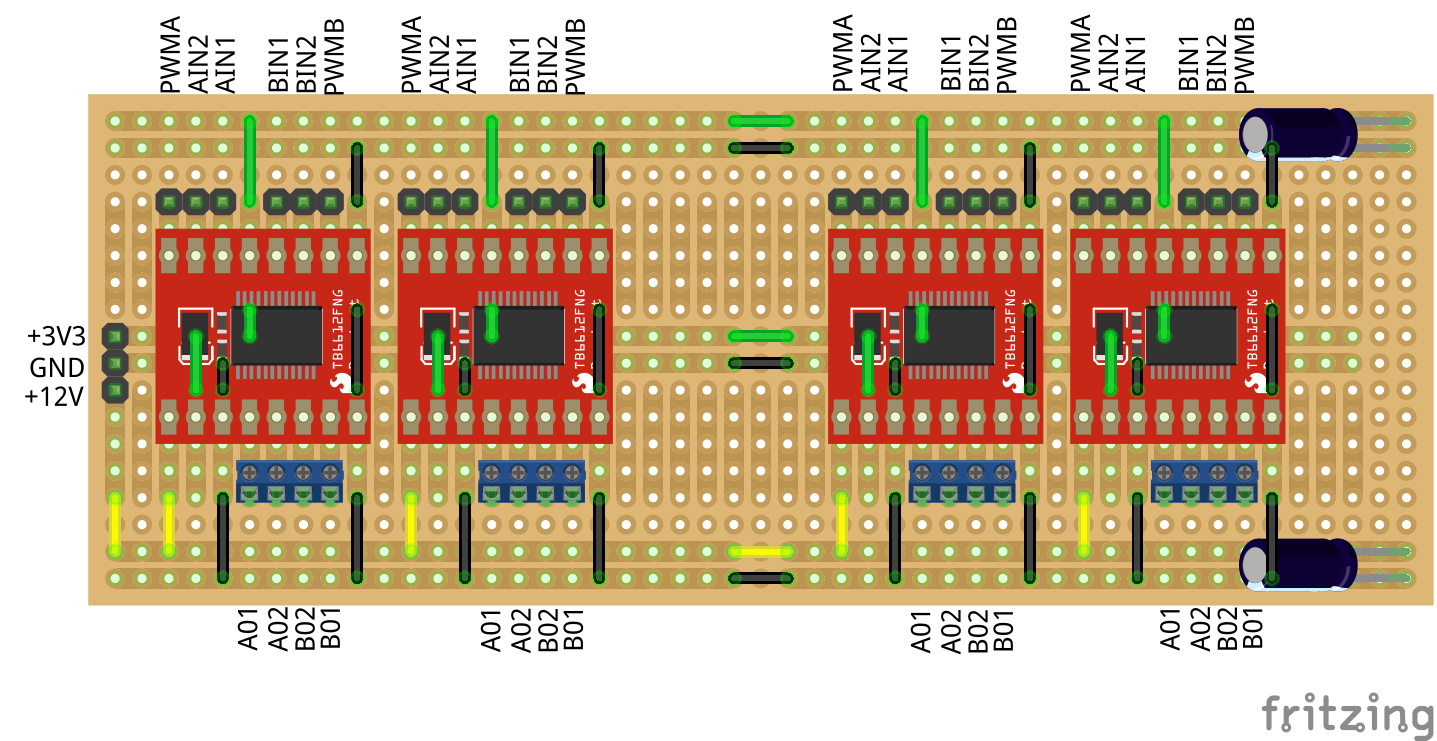 PWMA
AIN2
AIN1
BIN1
BIN2
PWMB
PWMA
AIN2
AIN1
BIN1
BIN2
PWMB
PWMA
AIN2
AIN1
BIN1
BIN2
PWMB
PWMA
AIN2
AIN1
BIN1
BIN2
PWMB
+3V3
GND
+12V
TB6612FNG
TB6612FNG
TB6612FNG
TB6612FNG
A01
A02
B02
B01
A01
A02
B02
B01
A01
A02
B02
B01
A01
A02
B02
B01
fritzing